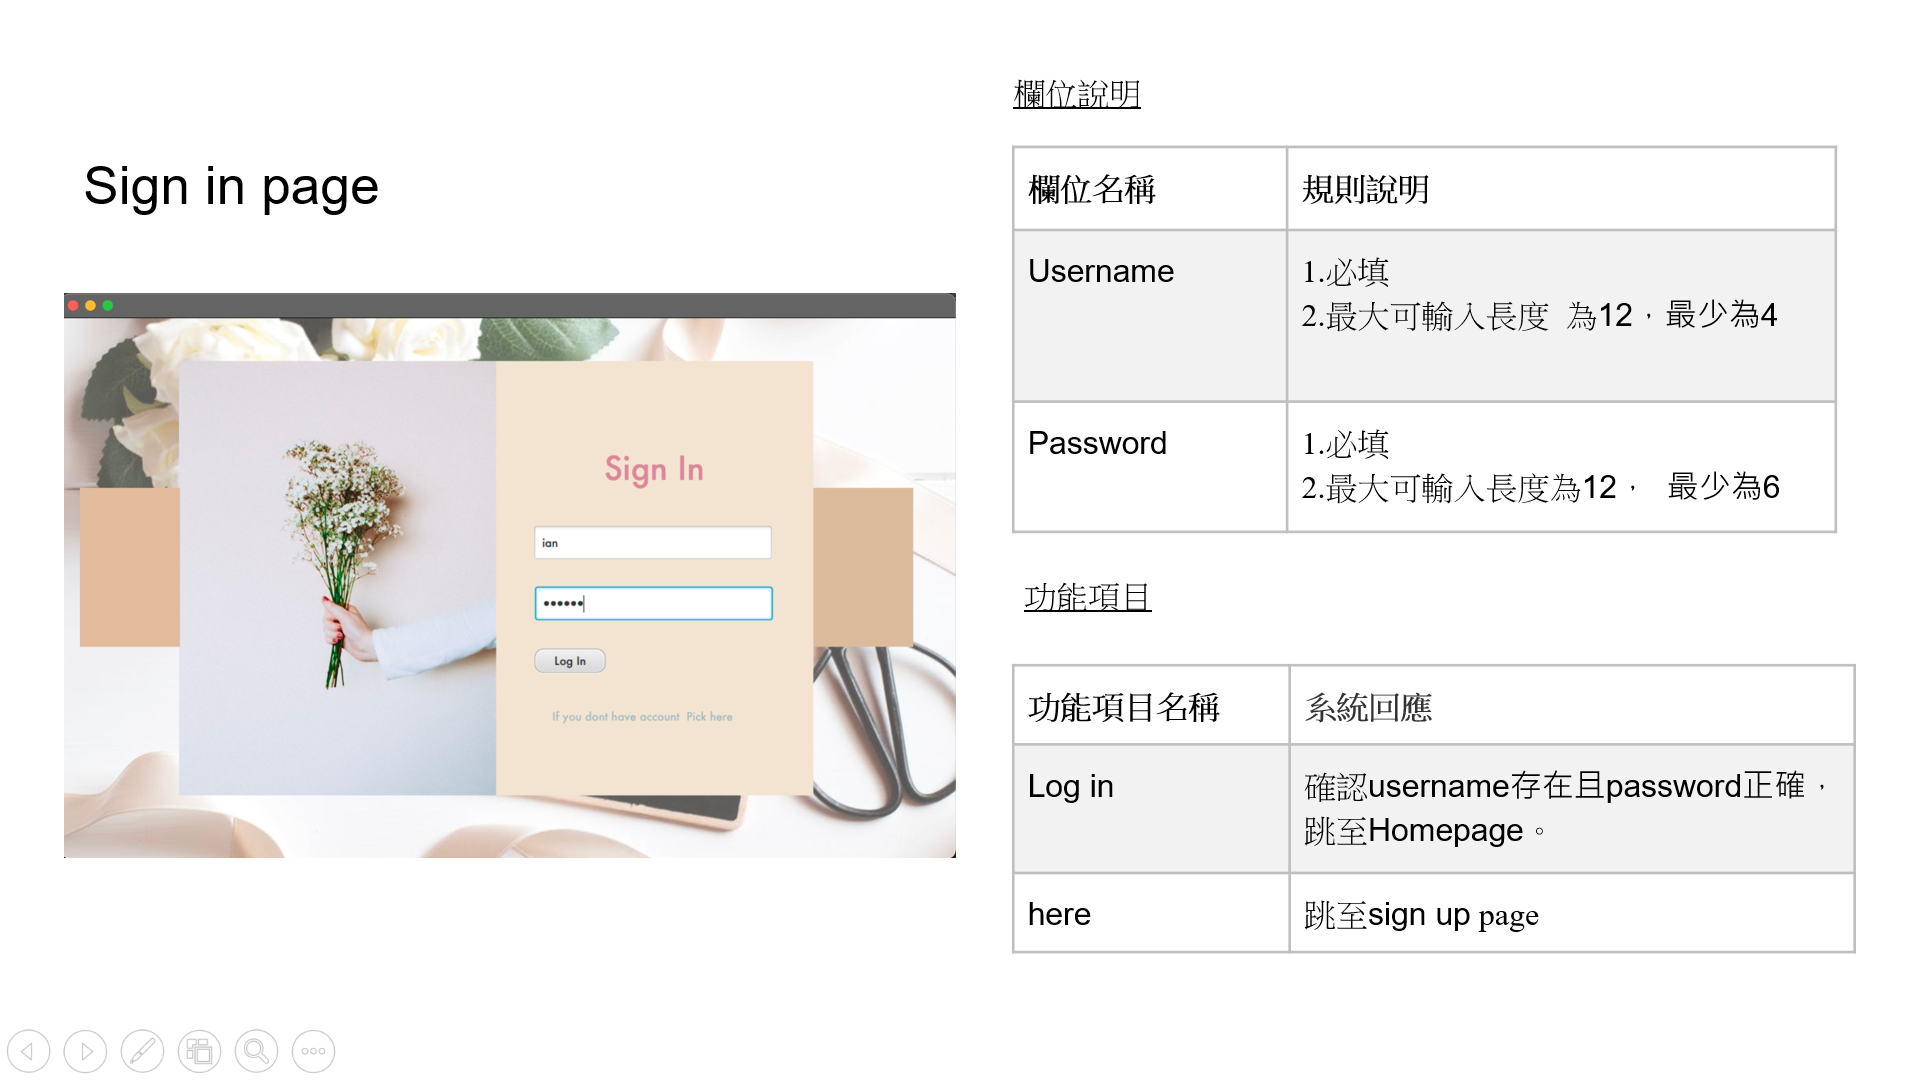 Sign in page
Sign In
ian
••••••
Log In
If you dont have account Pick here
欄位說明
欄位名稱 規則說明
Username 1.必填
2.最大可輸入長度 為12，最少為4
Password 1.必填
2.最大可輸入長度為12， 最少為6
功能項目
功能項目名稱 系統回應
Log in 確認username存在且password正確，
跳至Homepage。
here 跳至sign up page